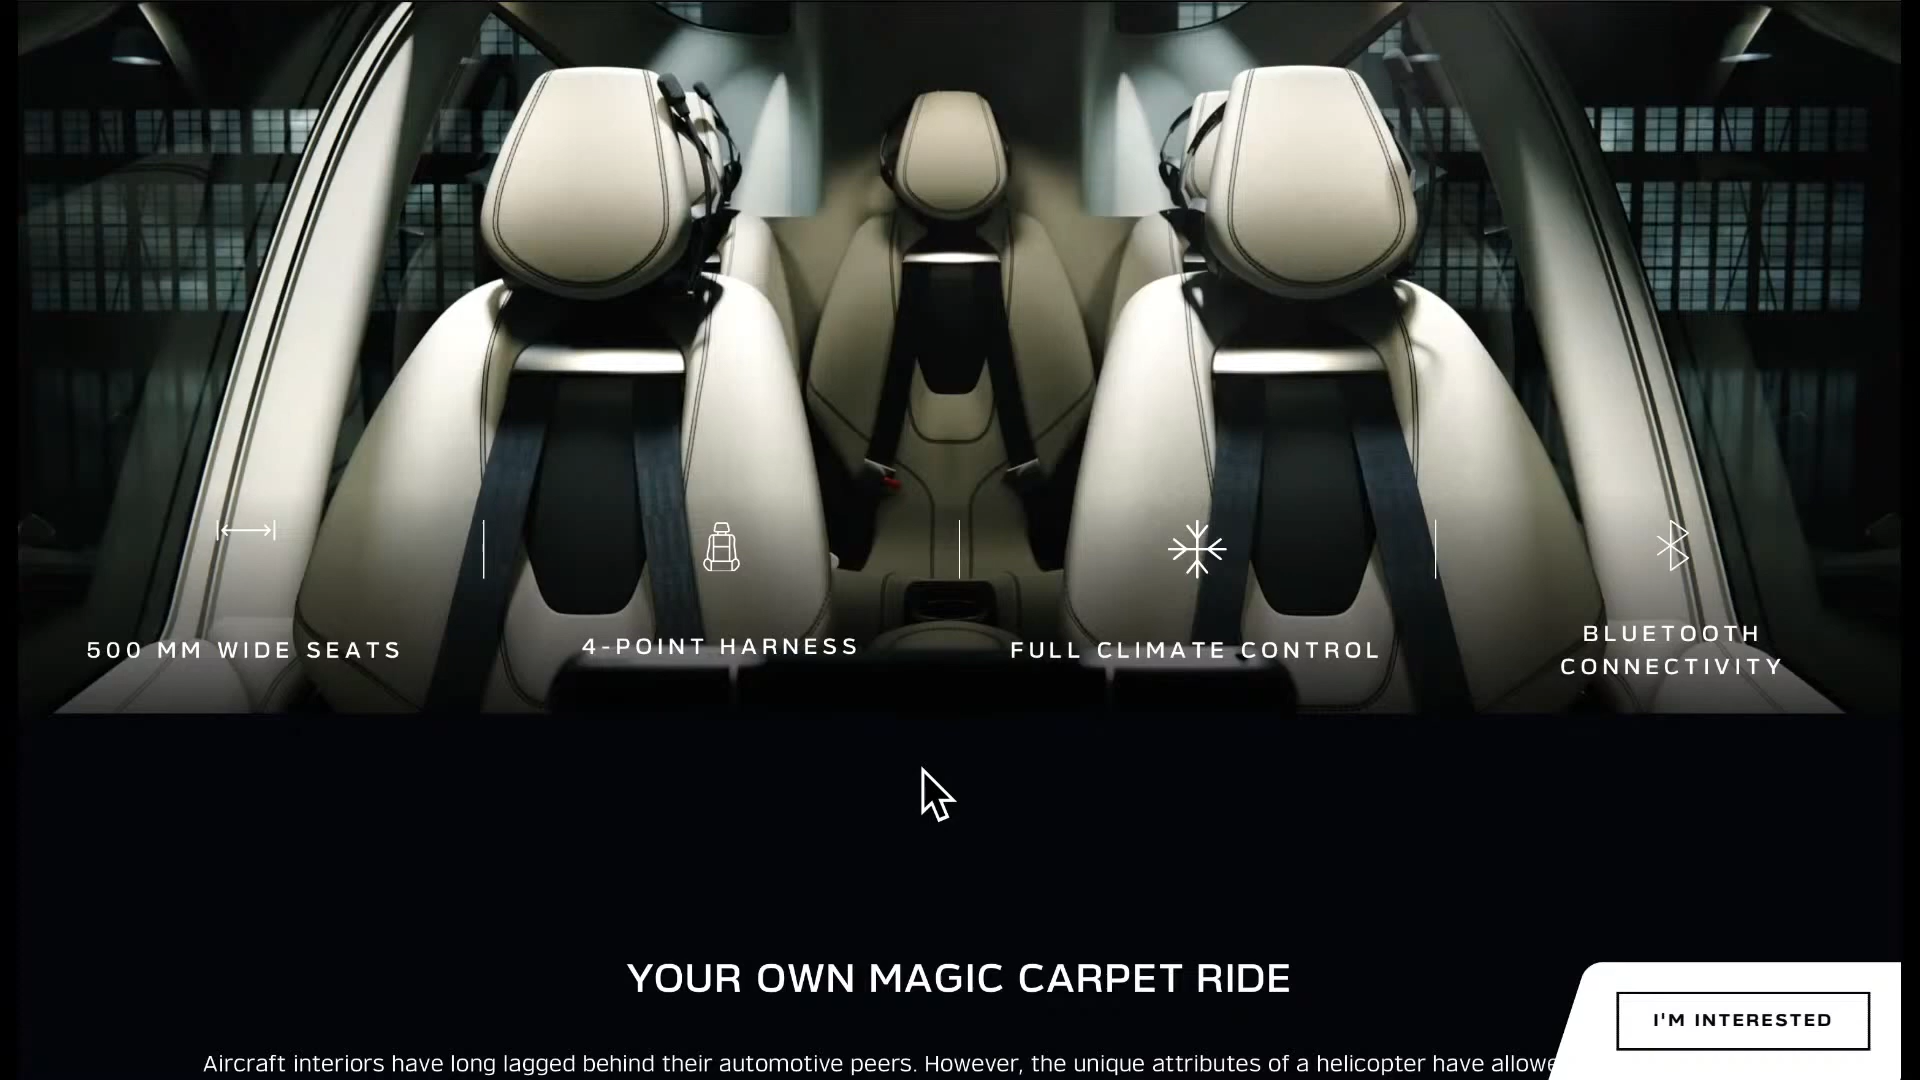 500 MM WIDE SEATS
4-POINT HARNESS
FULL CLIMATE CONTROL
BLUETOOTH
CONNECTIVITY
YOUR OWN MAGIC CARPET RIDE
I'M INTERESTED
Aircraft interiors have long lagged behind their automotive peers. However, the unique attributes of a helicopter have